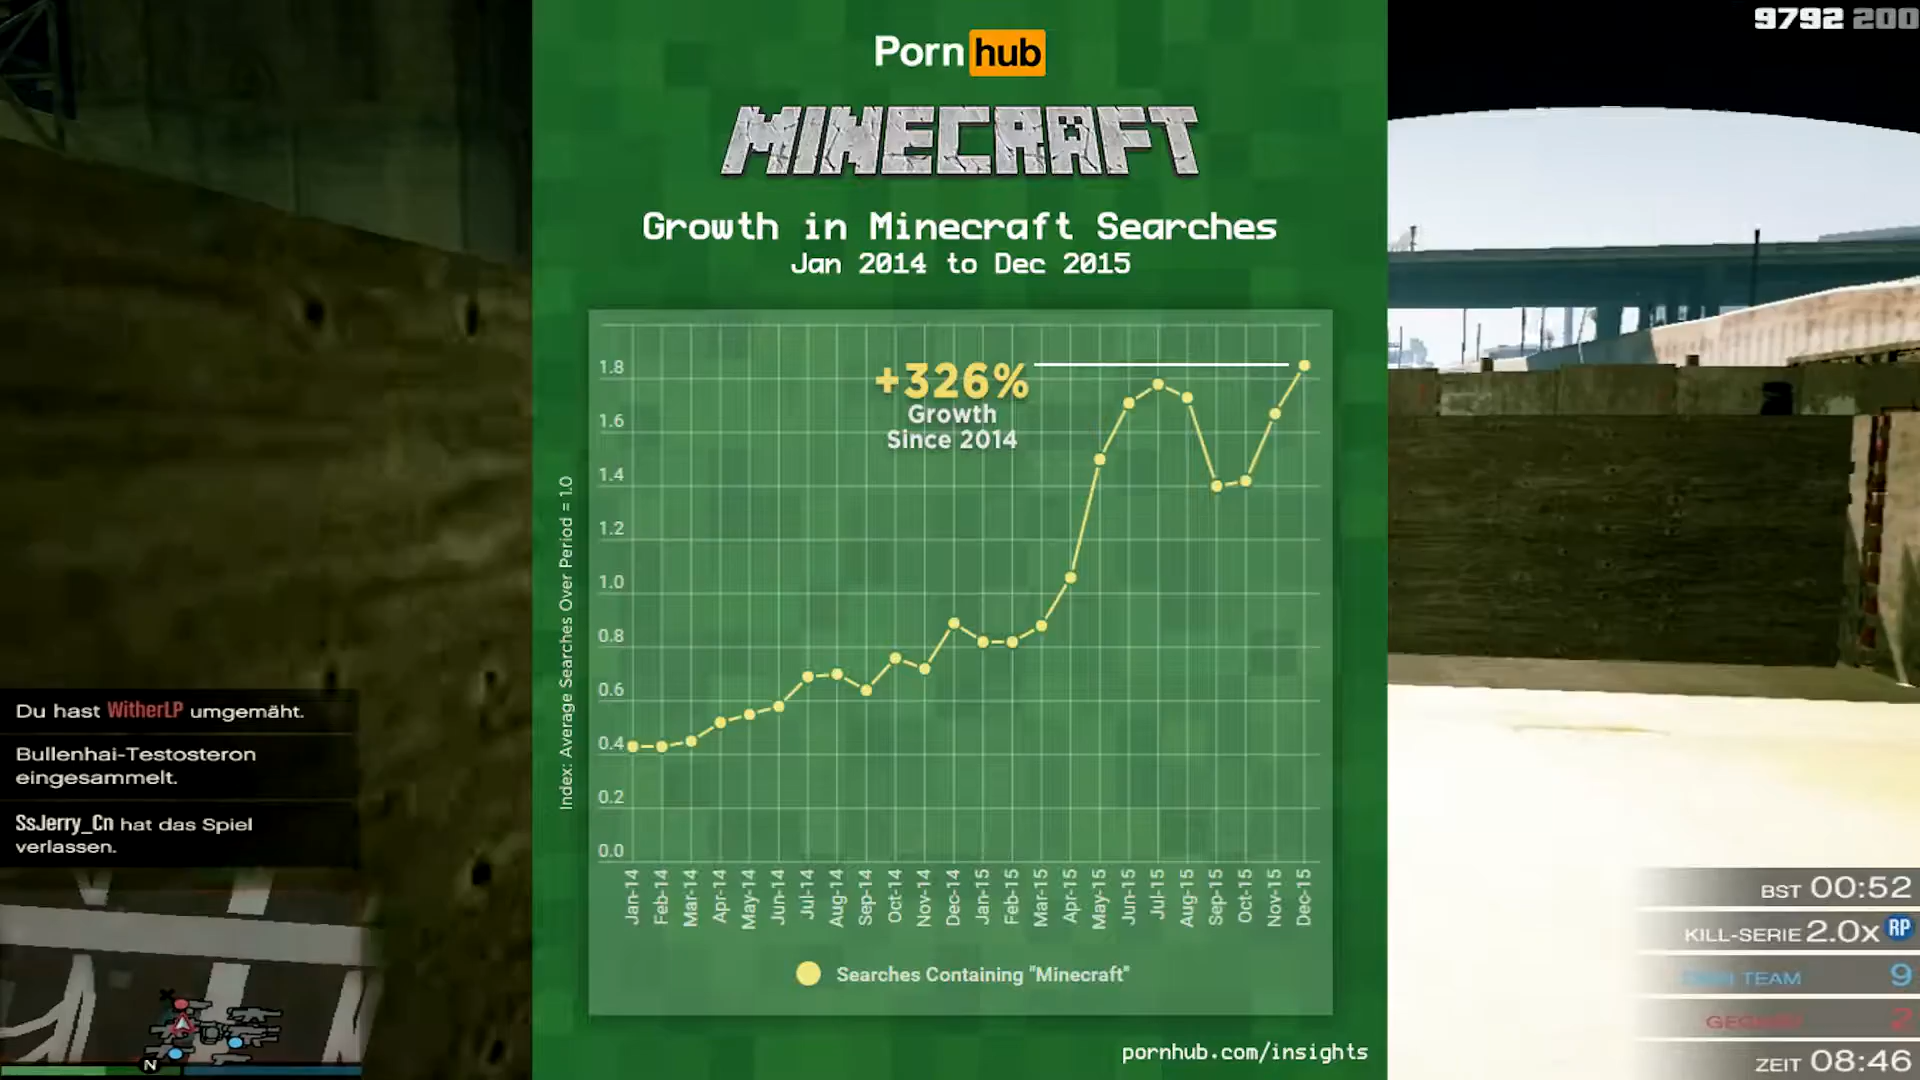 9792 200
Porn hub
MINECRAFT
Growth in Minecraft Searches
Jan 2014 to Dec 2015
+326%
Growth
Since 2014
1.8
1.6
1.4
1.2
1.0
0.8
0.6
0.4
0.2
0.0
Index: Average Searches Over Period = 1.0
Jan-14
Feb-14
Mar-14
Apr-14
May-14
Jun-14
Jul-14
Aug-14
Sep-14
Oct-14
Nov-14
Dec-14
Jan-15
Feb-15
Mar-15
Apr-15
May-15
Jun-15
Jul-15
Aug-15
Sep-15
Oct-15
Nov-15
Dec-15
Searches Containing "Minecraft"
pornhub.com/insights
Du hast WitherLP umgemäht.
Bullenhai-Testosteron
eingesammelt.
SsJerry_Cn hat das Spiel
verlassen.
N
BST 00:52
KILL-SERIE 2.0x RP
TEAM 9
2
ZEIT 08:46